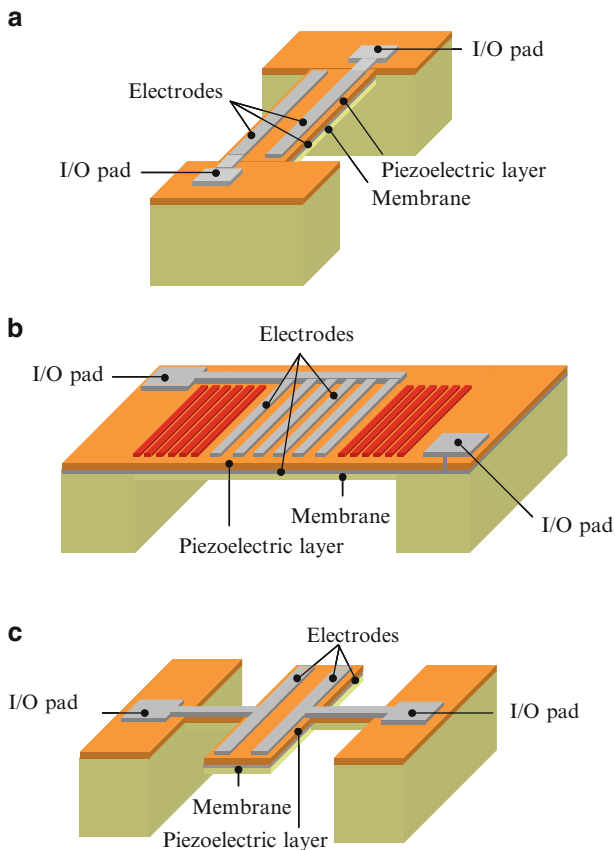 a
I/O pad
Electrodes
I/O pad
Piezoelectric layer
Membrane
b
Electrodes
I/O pad
Membrane
I/O pad
Piezoelectric layer
c
Electrodes
I/O pad
I/O pad
Membrane
Piezoelectric layer